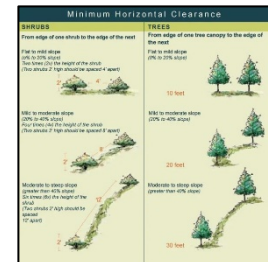 Minimum Horizontal Clearance
SHRUBS
From edge of one shrub to the edge of the next
Flat to mild slope
(0% to 20% slope)
Two times (2x) the height of the shrub
(Two shrubs 2' high should be spaced 4' apart)
2'
4'
Mild to moderate slope
(20% to 40% slope)
Four times (4x) the height of the shrub
(Two shrubs 2' high should be spaced 8' apart)
2'
8'
Moderate to steep slope
(greater than 40% slope)
Six times (6x) the height of the
shrub
(Two shrubs 2' high should be
spaced
12' apart)
12'
2'
TREES
From edge of one tree canopy to the edge of
the next
Flat to mild slope
(0% to 20% slope)
10 feet
Mild to moderate slope
(20% to 40% slope)
20 feet
Moderate to steep slope
(greater than 40% slope)
30 feet